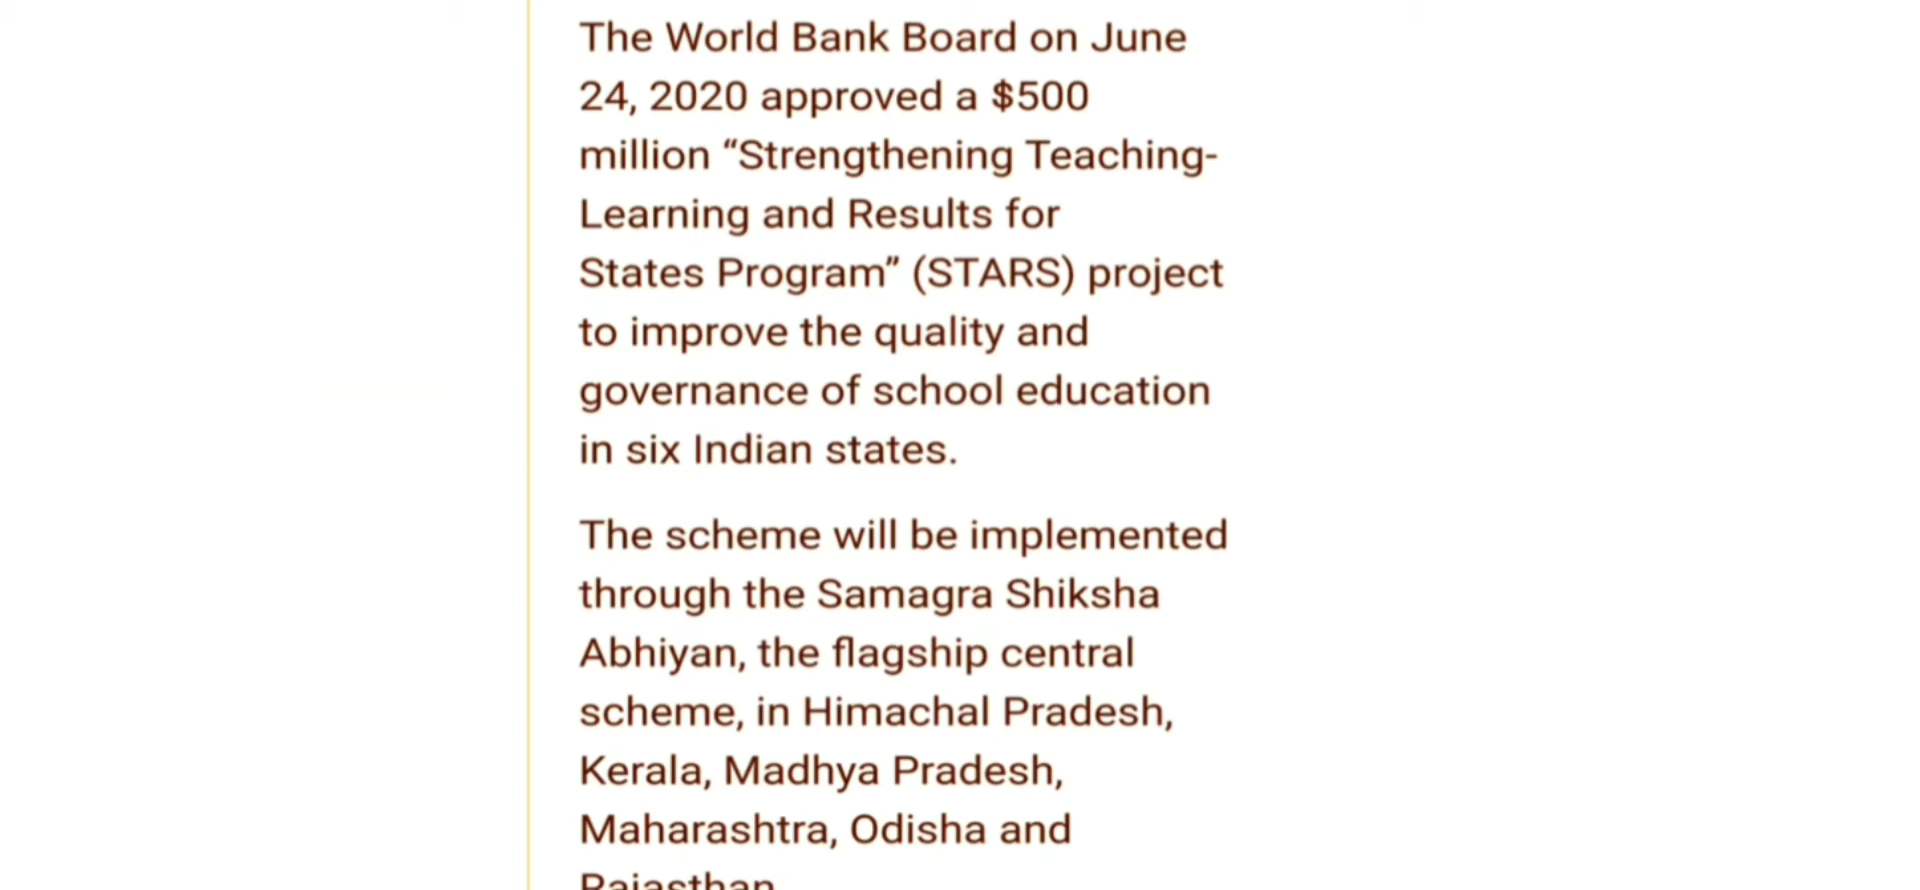 The World Bank Board on June
24, 2020 approved a $500
million “Strengthening Teaching-
Learning and Results for
States Program” (STARS) project
to improve the quality and
governance of school education
in six Indian states.
The scheme will be implemented
through the Samagra Shiksha
Abhiyan, the flagship central
scheme, in Himachal Pradesh,
Kerala, Madhya Pradesh,
Maharashtra, Odisha and
Rajasthan